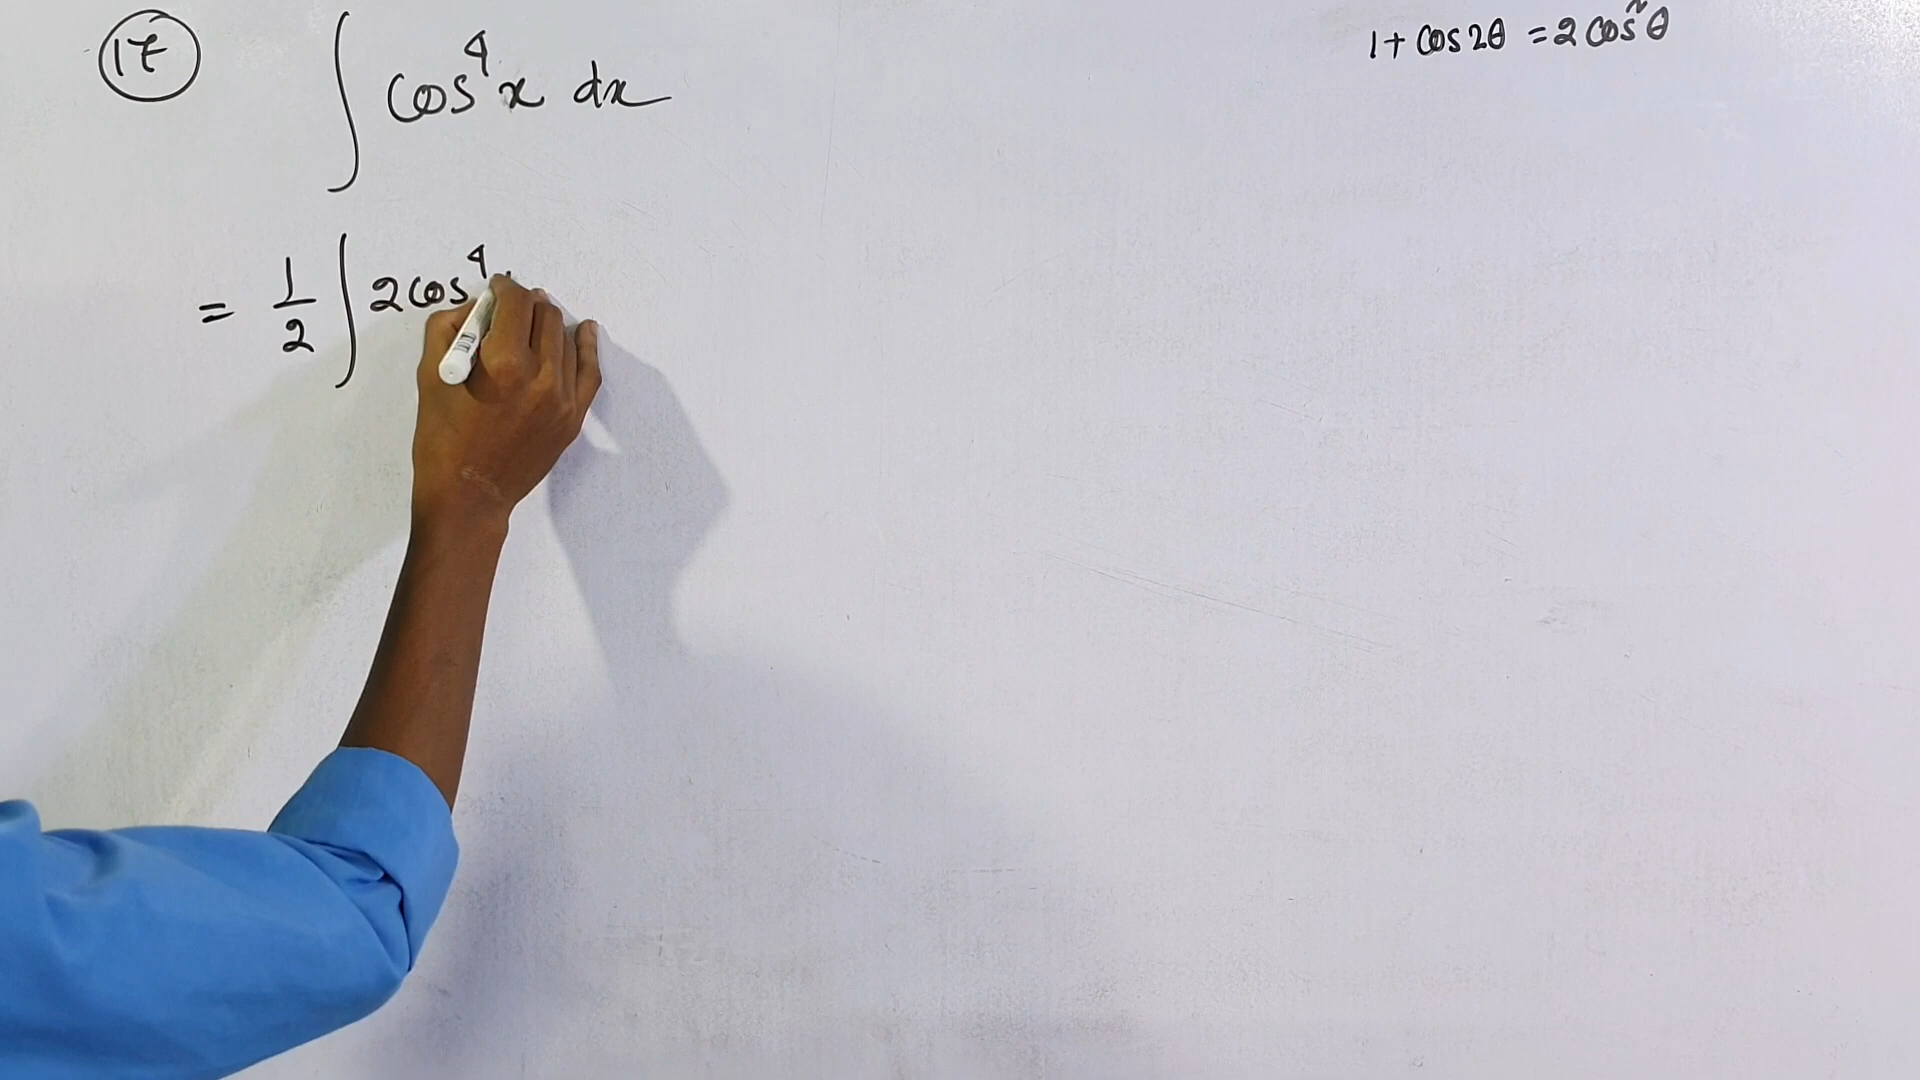 17 ∫ cos⁴x dx
1 + cos2θ = 2cos²θ
= 1/2 ∫ 2cos⁴